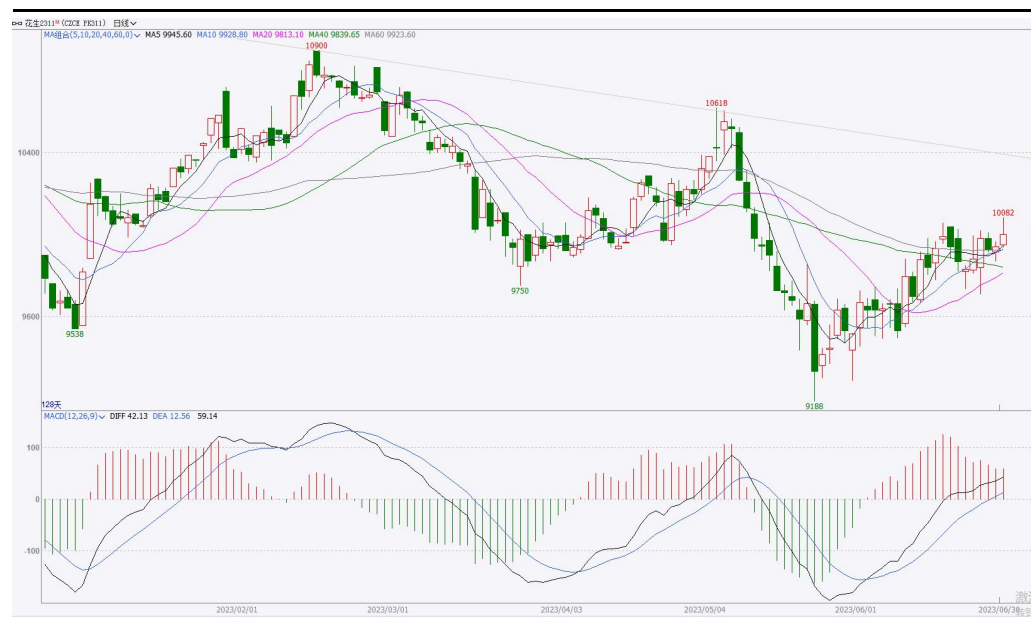 花生2311 (CZCE PK311) 日线
MA组合(5,10,20,40,60,0) MA5 9945.60 MA10 9928.80 MA20 9813.10 MA40 9839.65 MA60 9923.60
10900
10618
10400
10082
9750
9600
9538
9188
128天
MACD(12,26,9) DIFF 42.13 DEA 12.56 59.14
100
0
-100
2023/02/01 2023/03/01 2023/04/03 2023/05/04 2023/06/01 2023/06/30